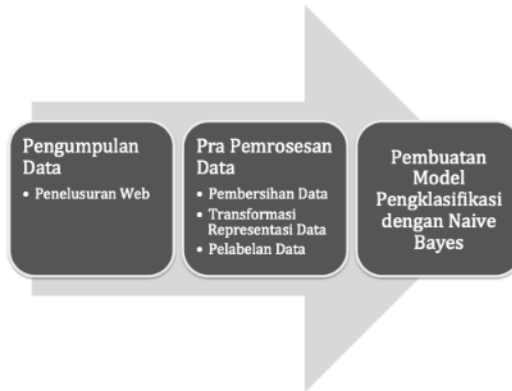 Pengumpulan
Data
• Penelusuran Web
Pra Pemrosesan
Data
• Pembersihan Data
• Transformasi
Representasi Data
• Pelabelan Data
Pembuatan
Model
Pengklasifikasi
dengan Naive
Bayes